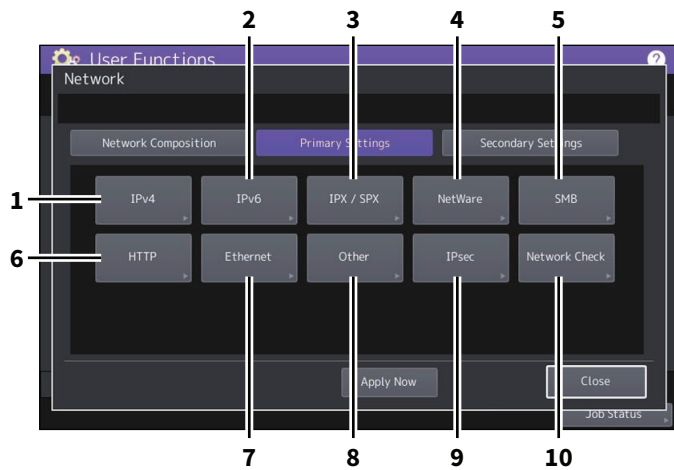 2 3 4 5
User Functions ?
Network
Network Composition Primary Settings Secondary Settings
1 IPv4 IPv6 IPX / SPX NetWare SMB
6 HTTP Ethernet Other IPsec Network Check
Apply Now Close
Job Status
7 8 9 10